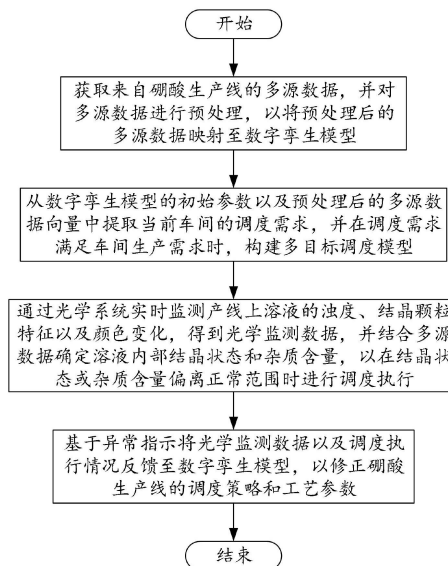 开始
获取来自硼酸生产线的多源数据，并对
多源数据进行预处理，以将预处理后的
多源数据映射至数字孪生模型
从数字孪生模型的初始参数以及预处理后的多源数
据向量中提取当前车间的调度需求，并在调度需求
满足车间生产需求时，构建多目标调度模型
通过光学系统实时监测产线上溶液的浊度、结晶颗粒
特征以及颜色变化，得到光学监测数据，并结合多源
数据确定溶液内部结晶状态和杂质含量，以在结晶状
态或杂质含量偏离正常范围时进行调度执行
基于异常指示将光学监测数据以及调度执
行情况反馈至数字孪生模型，以修正硼酸
生产线的调度策略和工艺参数
结束